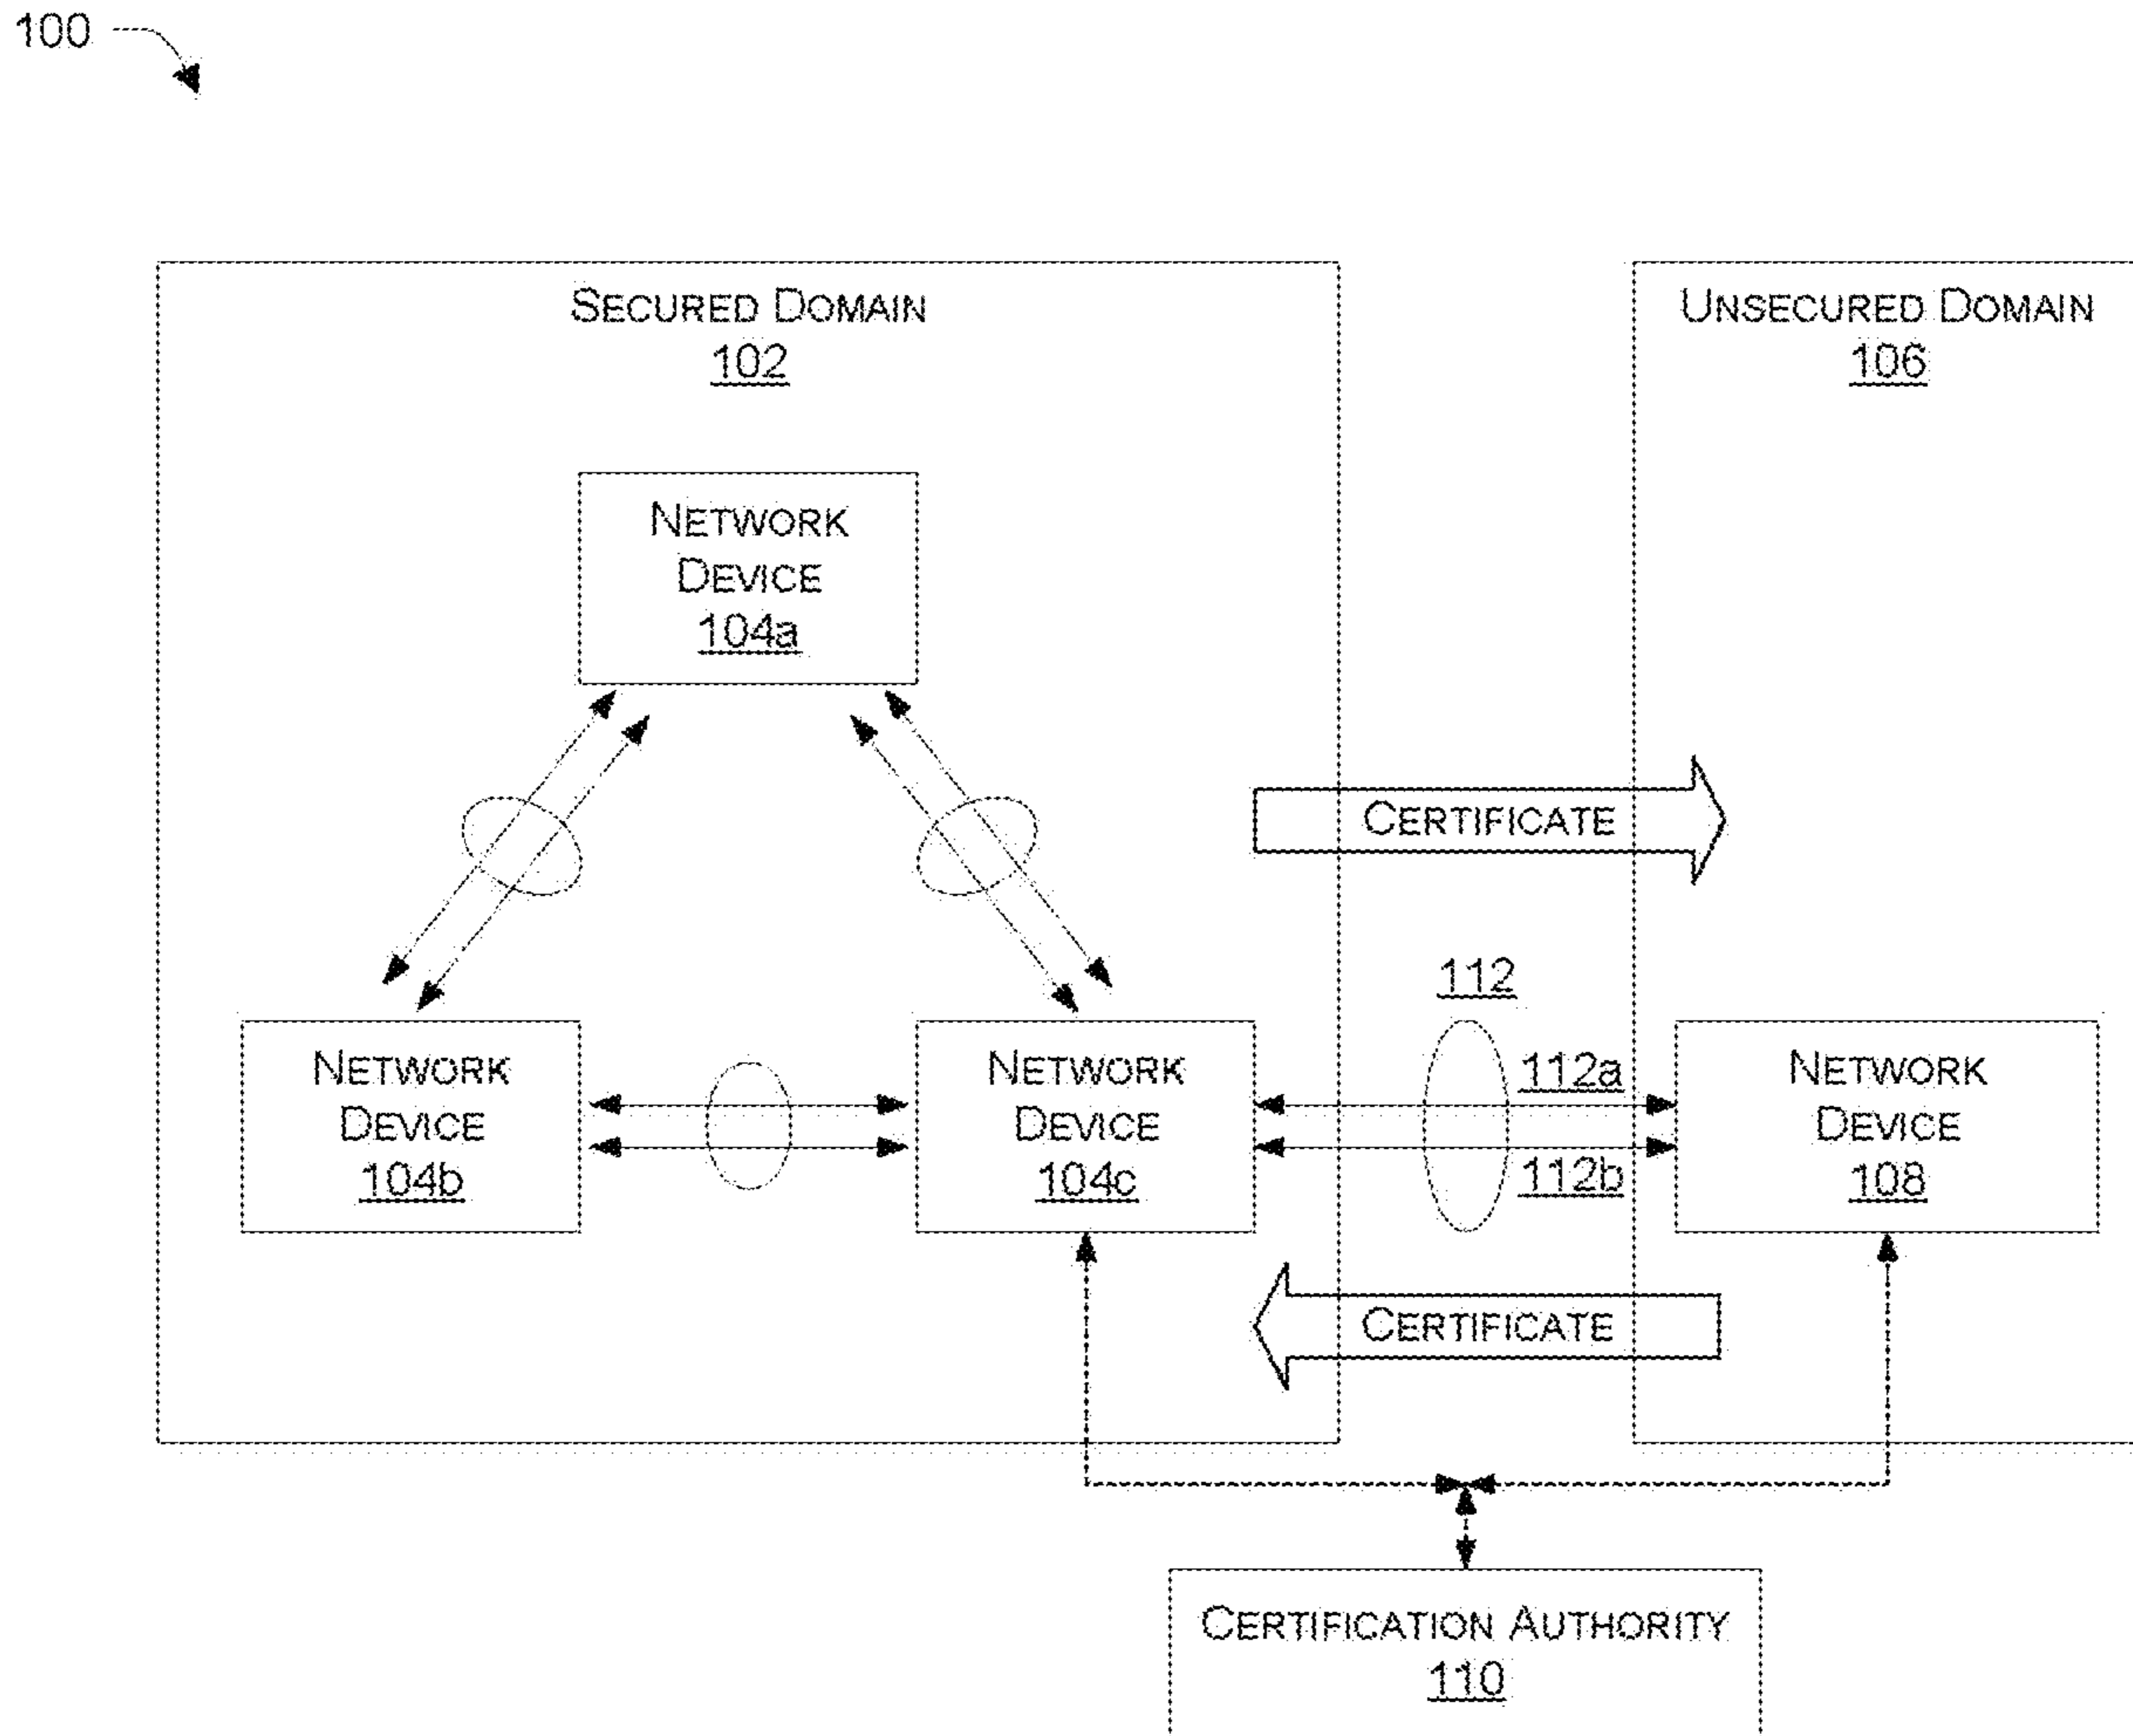 100
SECURED DOMAIN
102
UNSECURED DOMAIN
106
NETWORK
DEVICE
104a
CERTIFICATE
112
NETWORK
DEVICE
104b
NETWORK
DEVICE
104c
112a
112b
NETWORK
DEVICE
108
CERTIFICATE
CERTIFICATION AUTHORITY
110